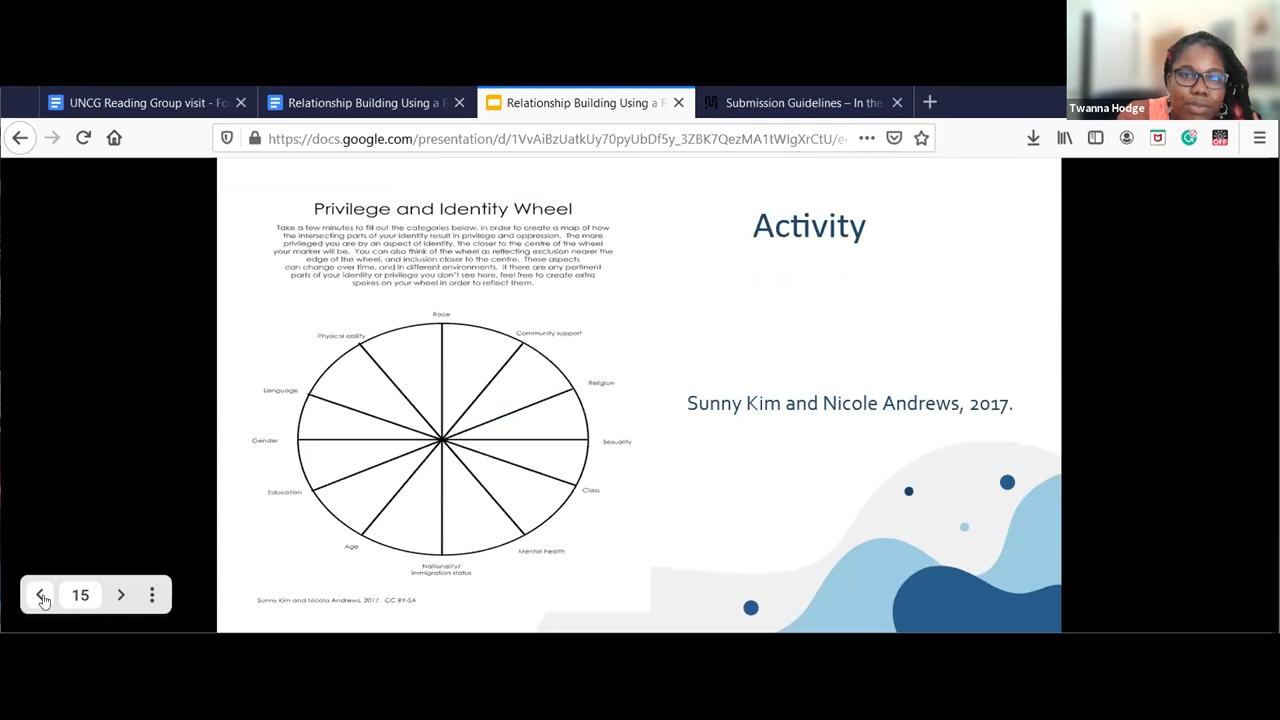 Twanna Hodge
UNCG Reading Group visit - Fo
Relationship Building Using a R
Relationship Building Using a R
Submission Guidelines – In the
https://docs.google.com/presentation/d/1VvAiBzUatkUy70pyUbDf5y_3ZBK7QezMA1tWIgXrCtU/e
OFF
Privilege and Identity Wheel
Take a few minutes to fill out the categories below, in order to create a map of how
the intersecting parts of your identity result in privilege and oppression. The more
privileged you are by an aspect of identity, the closer to the centre of the wheel
your marker will be. You can also think of the wheel as reflecting exclusion nearer the
edge of the wheel, and inclusion closer to the centre. These aspects
can change over time, and in different environments. If there are any pertinent
parts of your identity or privilege you don't see here, feel free to create extra
spokes on your wheel in order to reflect them.
Race
Physical ability
Community support
Language
Religion
Gender
Sexuality
Education
Class
Age
Mental health
Nationality/
immigration status
Sunny Kim and Nicola Andrews, 2017. CC BY-SA
Activity
Sunny Kim and Nicole Andrews, 2017.
15